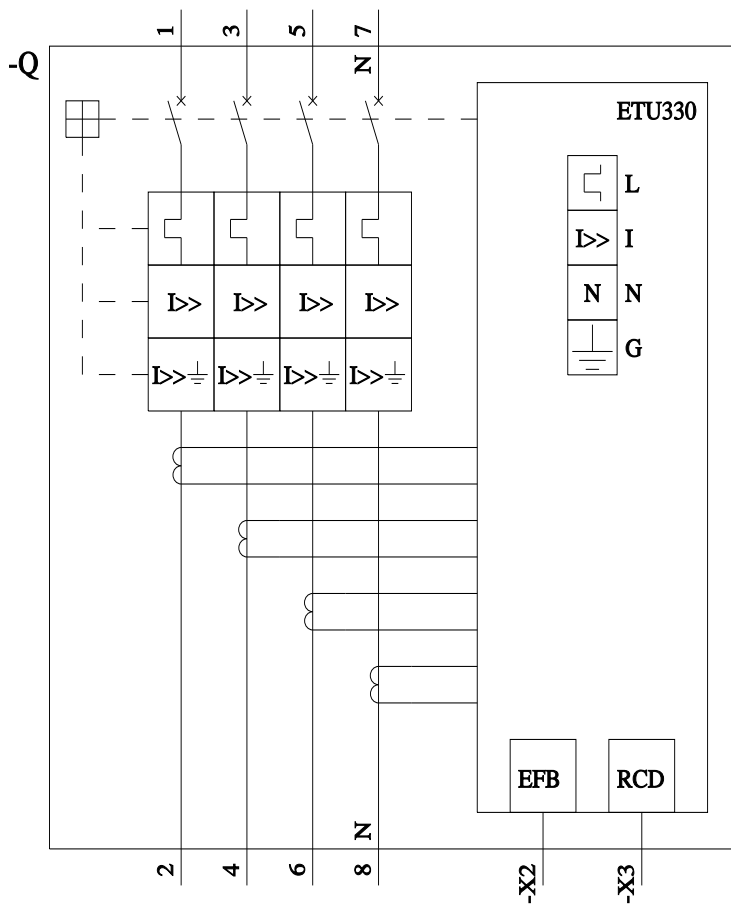 1 3 5 7
-Q
N
ETU330
L
I>> I
N N
G
I>> I>> I>> I>>
I>> I>> I>> I>>
EFB RCD
N
2 4 6 8
-X2 -X3